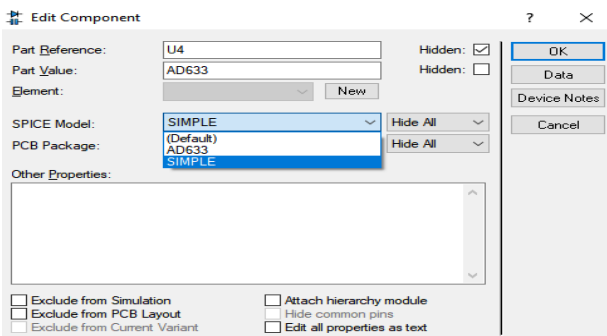 Edit Component ? ×
Part Reference: U4 Hidden: OK
Part Value: AD633 Hidden: Data
Element: New Device Notes
SPICE Model: SIMPLE Hide All Cancel
(Default)
PCB Package: AD633 Hide All
SIMPLE
Other Properties:
Exclude from Simulation Attach hierarchy module
Exclude from PCB Layout Hide common pins
Exclude from Current Variant Edit all properties as text